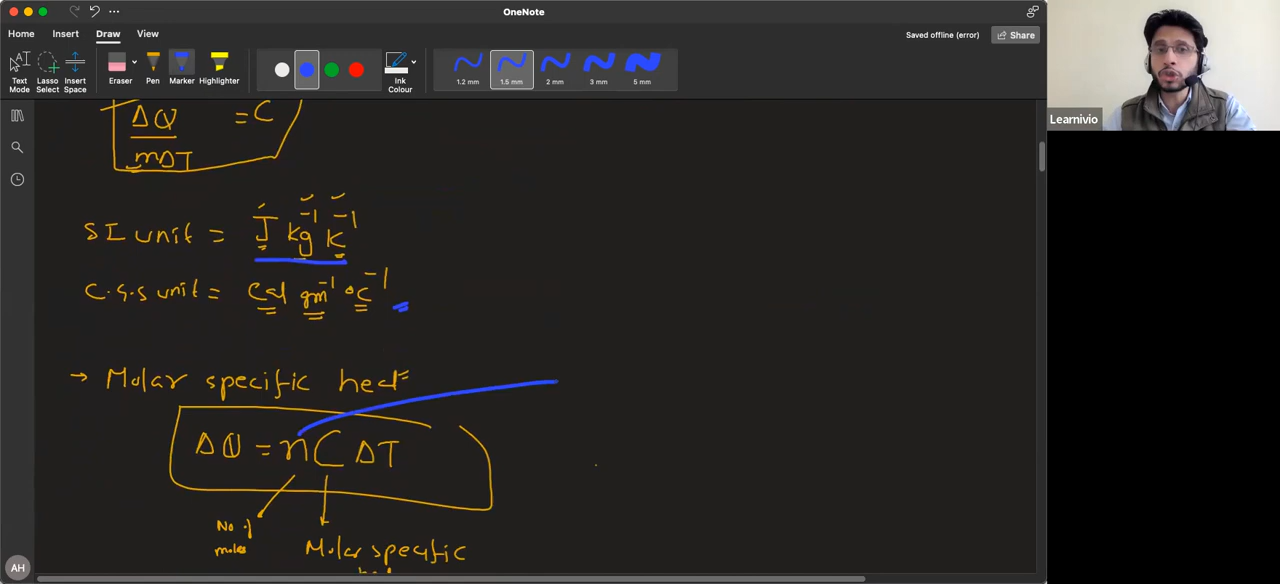 OneNote
Home Insert Draw View
Saved offline (error) Share
Text Mode
Lasso Select
Insert Space
Eraser
Pen
Marker
Highlighter
Ink Colour
1.2 mm
1.5 mm
2 mm
3 mm
5 mm
Learnivio
ΔQ = C
mΔT
SI unit = J kg⁻¹ K⁻¹
C.G.S unit = Cal gm⁻¹ °C⁻¹
→ Molar specific heat=
ΔQ = n C ΔT
No of moles
Molar specific
AH